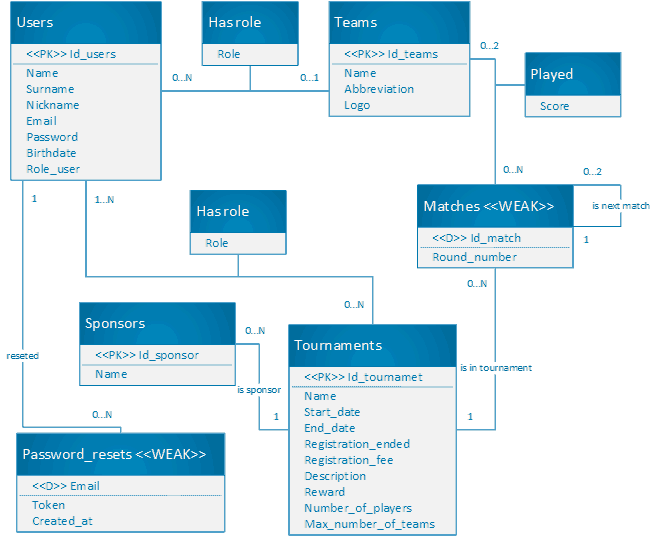 Users
<<PK>> Id_users
Name
Surname
Nickname
Email
Password
Birthdate
Role_user
Has role
Role
Teams
<<PK>> Id_teams
Name
Abbreviation
Logo
0...N
0...1
0...2
Played
Score
0...N
0...2
Matches <<WEAK>>
<<D>> Id_match
Round_number
is next match
1
1
1...N
Has role
Role
0...N
0...N
Sponsors
<<PK>> Id_sponsor
Name
0...N
is sponsor
1
Tournaments
<<PK>> Id_tournamet
Name
Start_date
End_date
Registration_ended
Registration_fee
Description
Reward
Number_of_players
Max_number_of_teams
is in tournament
1
reseted
0...N
Password_resets <<WEAK>>
<<D>> Email
Token
Created_at